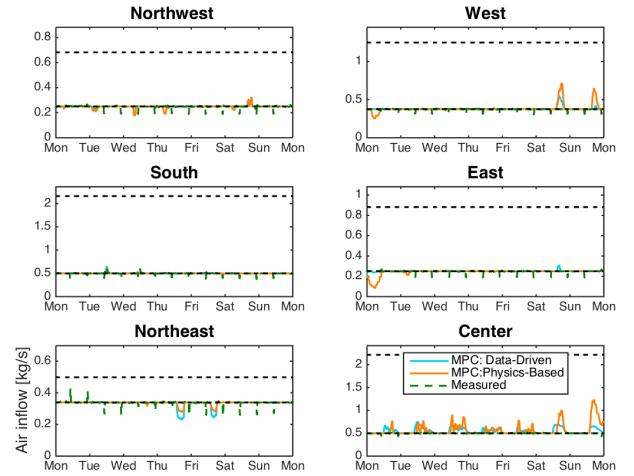 Northwest
0.8
0.6
0.4
0.2
0
Mon Tue Wed Thu Fri Sat Sun Mon
West
1
0.5
0
Mon Tue Wed Thu Fri Sat Sun Mon
South
2
1.5
1
0.5
0
Mon Tue Wed Thu Fri Sat Sun Mon
East
1
0.8
0.6
0.4
0.2
0
Mon Tue Wed Thu Fri Sat Sun Mon
Northeast
Air inflow [kg/s]
0.6
0.4
0.2
0
Mon Tue Wed Thu Fri Sat Sun Mon
Center
MPC: Data-Driven
MPC:Physics-Based
Measured
2
1.5
1
0.5
0
Mon Tue Wed Thu Fri Sat Sun Mon